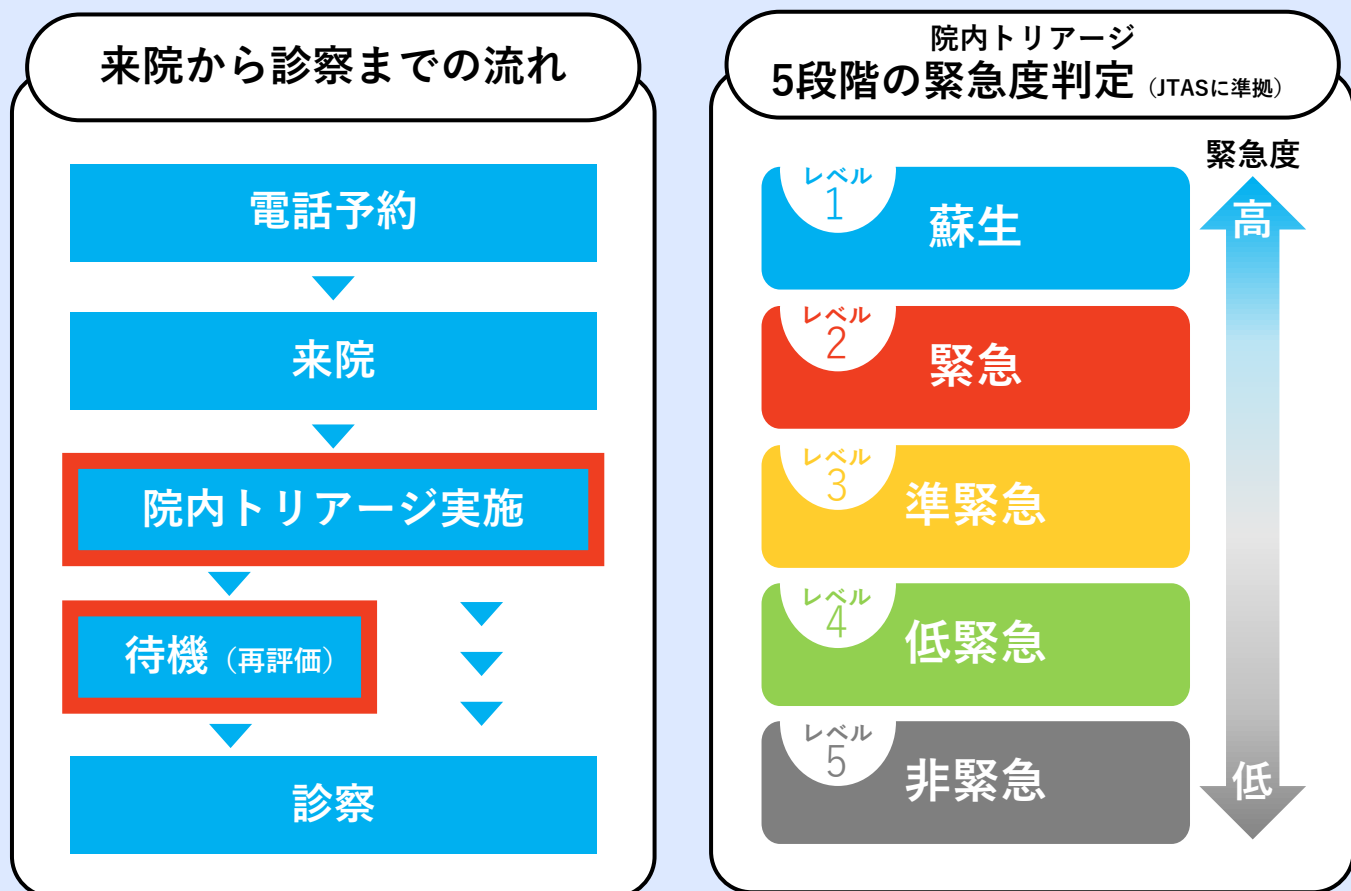 来院から診察までの流れ
電話予約
来院
院内トリアージ実施
待機（再評価）
診察
院内トリアージ
5段階の緊急度判定（JTASに準拠）
緊急度
高
レベル
1
蘇生
レベル
2
緊急
レベル
3
準緊急
レベル
4
低緊急
レベル
5
非緊急
低